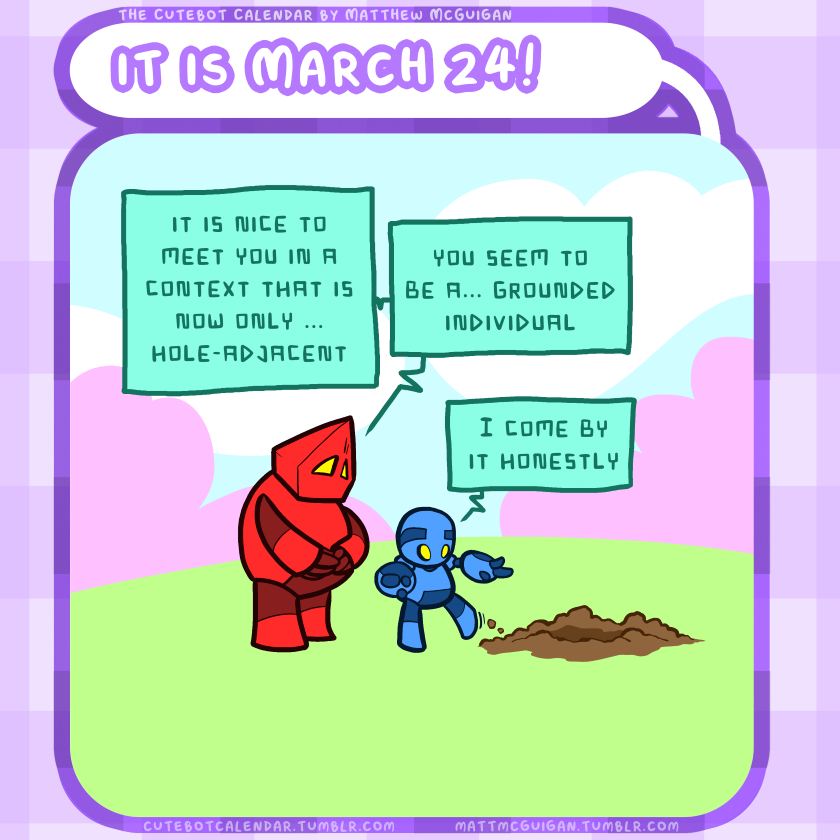 THE CUTEBOT CALENDAR BY MATTHEW MCGUIGAN
IT IS MARCH 24!
IT IS NICE TO
MEET YOU IN A
CONTEXT THAT IS
NOW ONLY ...
HOLE-ADJACENT
YOU SEEM TO
BE A... GROUNDED
INDIVIDUAL
I COME BY
IT HONESTLY
CUTEBOTCALENDAR.TUMBLR.COM
MATTMCGUIGAN.TUMBLR.COM